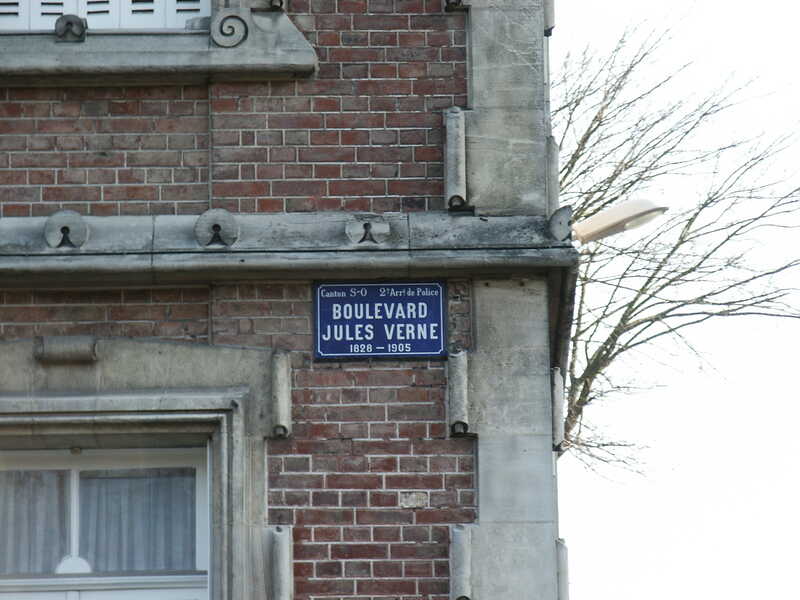 Canton S-O 2e Arrt de Police
BOULEVARD
JULES VERNE
1828 - 1905